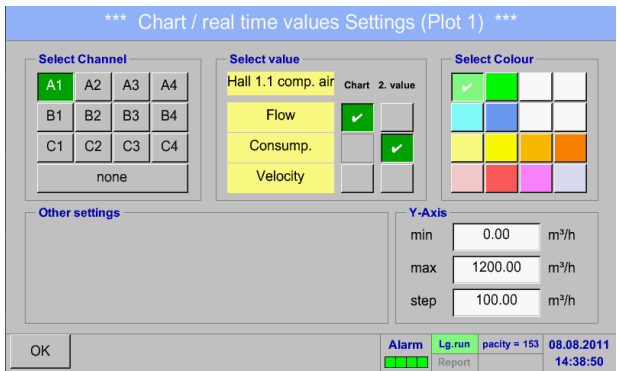 *** Chart / real time values Settings (Plot 1) ***
Select Channel
A1 A2 A3 A4
B1 B2 B3 B4
C1 C2 C3 C4
none
Select value
Hall 1.1 comp. air Chart 2. value
Flow
Consump.
Velocity
Select Colour
Other settings
Y-Axis
min 0.00 m³/h
max 1200.00 m³/h
step 100.00 m³/h
OK
Alarm
Lg.run
Report
pacity = 153
08.08.2011
14:38:50